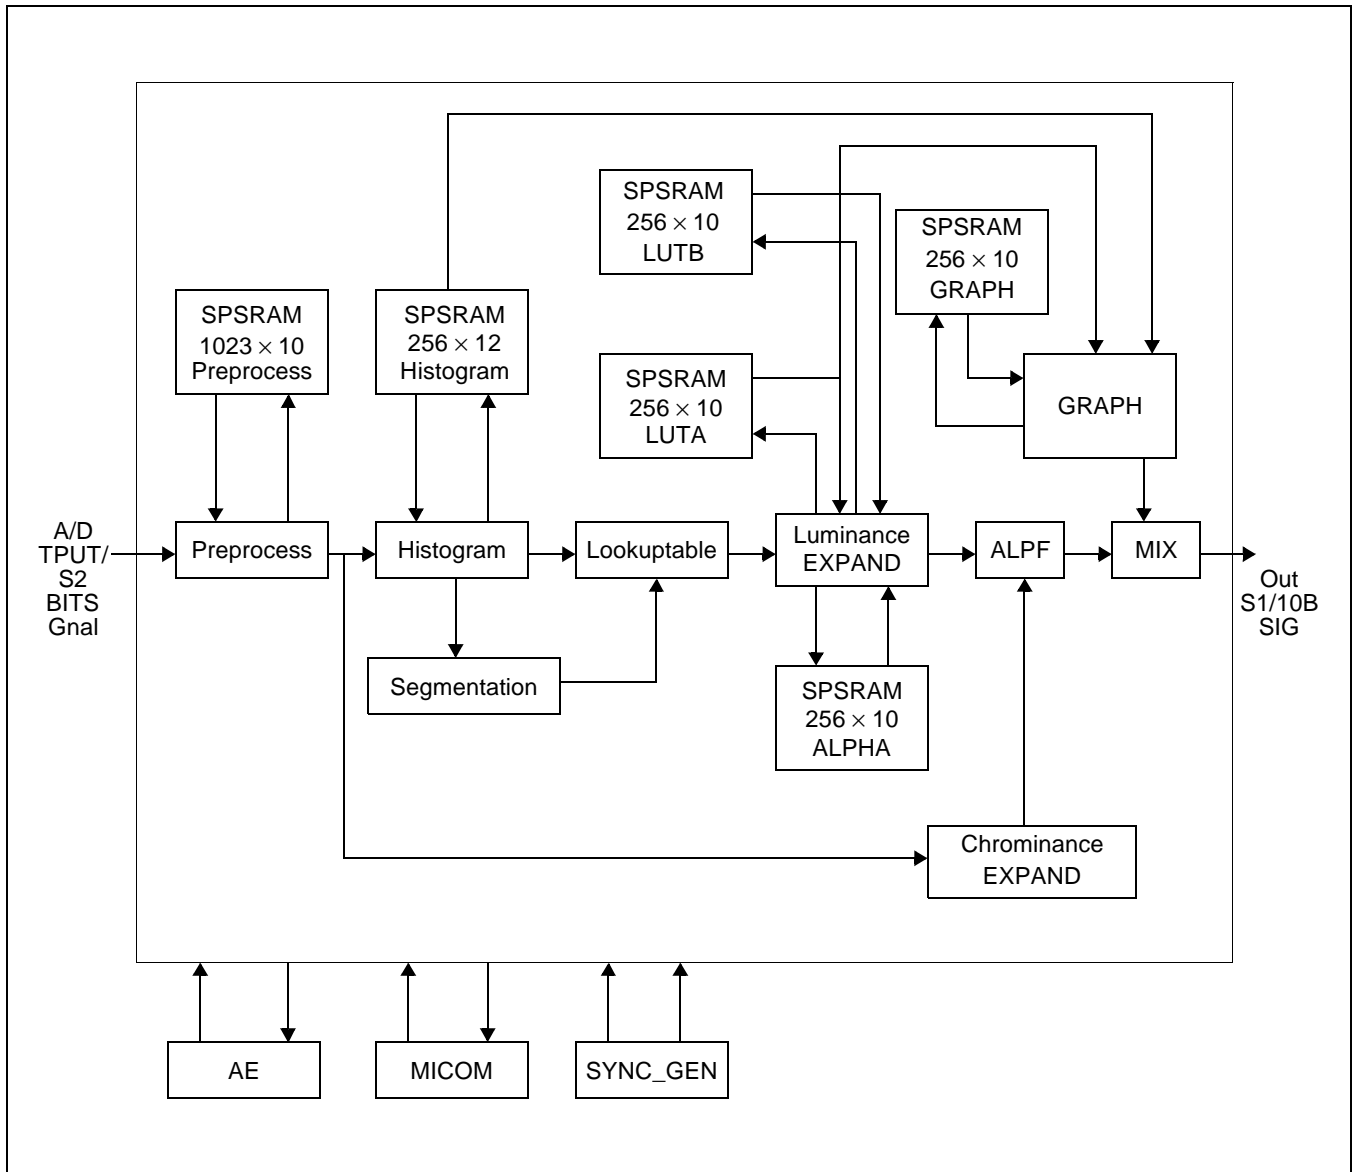 SPSRAM
256 × 10
LUTB
SPSRAM
256 × 10
GRAPH
SPSRAM
1023 × 10
Preprocess
SPSRAM
256 × 12
Histogram
SPSRAM
256 × 10
LUTA
GRAPH
A/D
TPUT/
S2
BITS
Gnal
Preprocess
Histogram
Lookuptable
Luminance
EXPAND
ALPF
MIX
Out
S1/10B
SIG
Segmentation
SPSRAM
256 × 10
ALPHA
Chrominance
EXPAND
AE
MICOM
SYNC_GEN